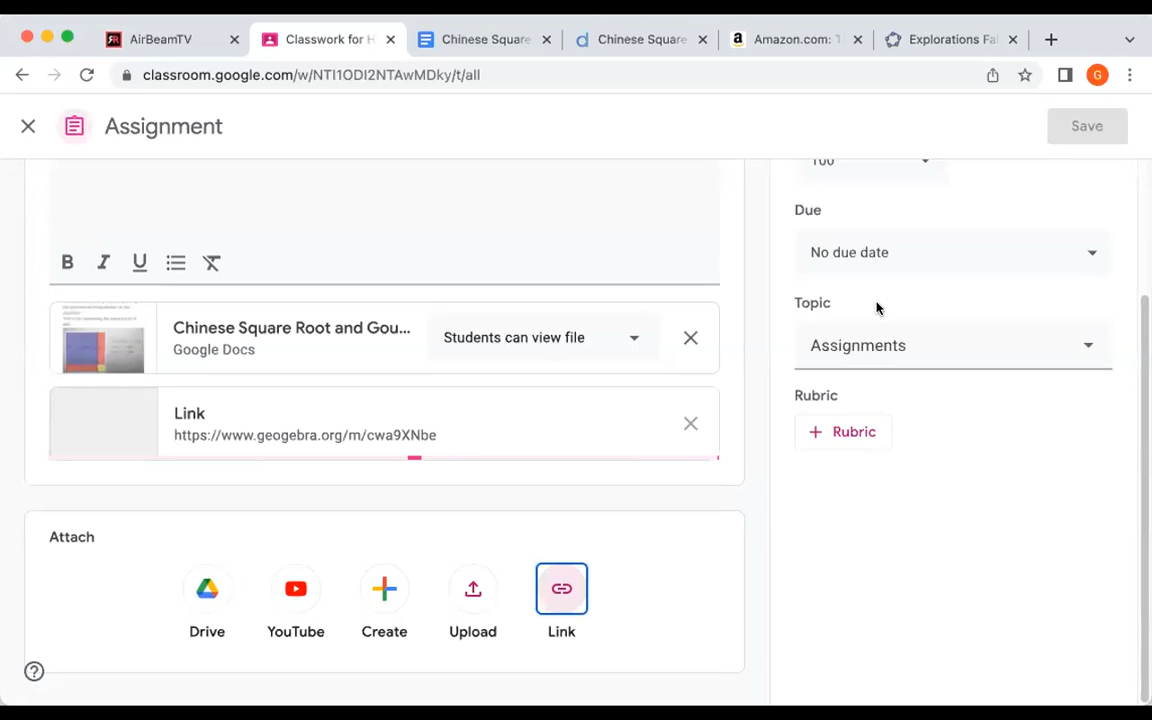 AirBeamTV
Classwork for H
Chinese Square
Chinese Square
Amazon.com: T
Explorations Fal
classroom.google.com/w/NTI1ODI2NTAwMDky/t/all
G
Assignment
Save
100
Due
No due date
B I U
Topic
Chinese Square Root and Gou...
Google Docs
Students can view file
Assignments
Rubric
+ Rubric
Link
https://www.geogebra.org/m/cwa9XNbe
Attach
Drive
YouTube
Create
Upload
Link